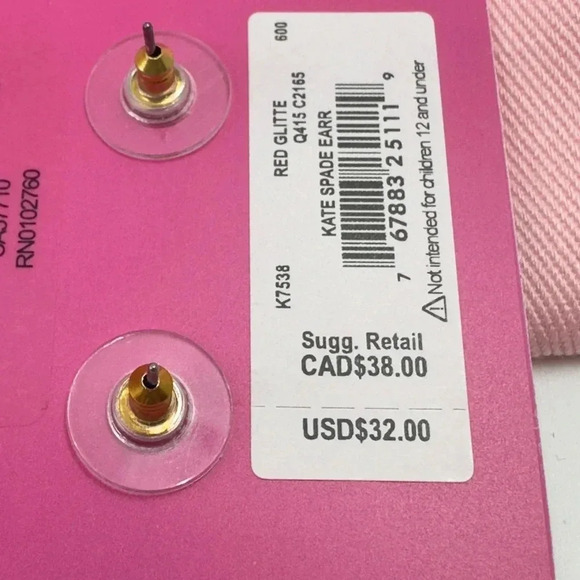 600
RED GLITTE
Q415 C2165
KATE SPADE EARR
K7538
7 67883 25111 9
⚠Not intended for children 12 and under
Sugg. Retail
CAD$38.00
USD$32.00
RN0102760